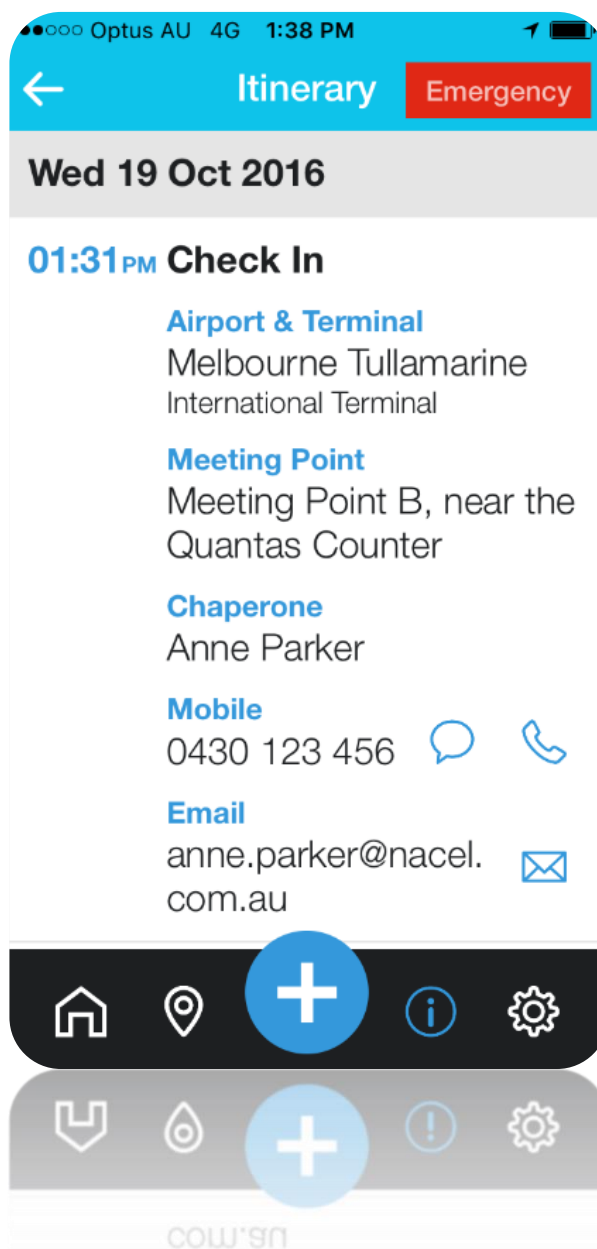 Optus AU 4G 1:38 PM
Itinerary Emergency
Wed 19 Oct 2016
01:31PM Check In
Airport & Terminal
Melbourne Tullamarine
International Terminal
Meeting Point
Meeting Point B, near the
Quantas Counter
Chaperone
Anne Parker
Mobile
0430 123 456
Email
anne.parker@nacel.
com.au
com.au